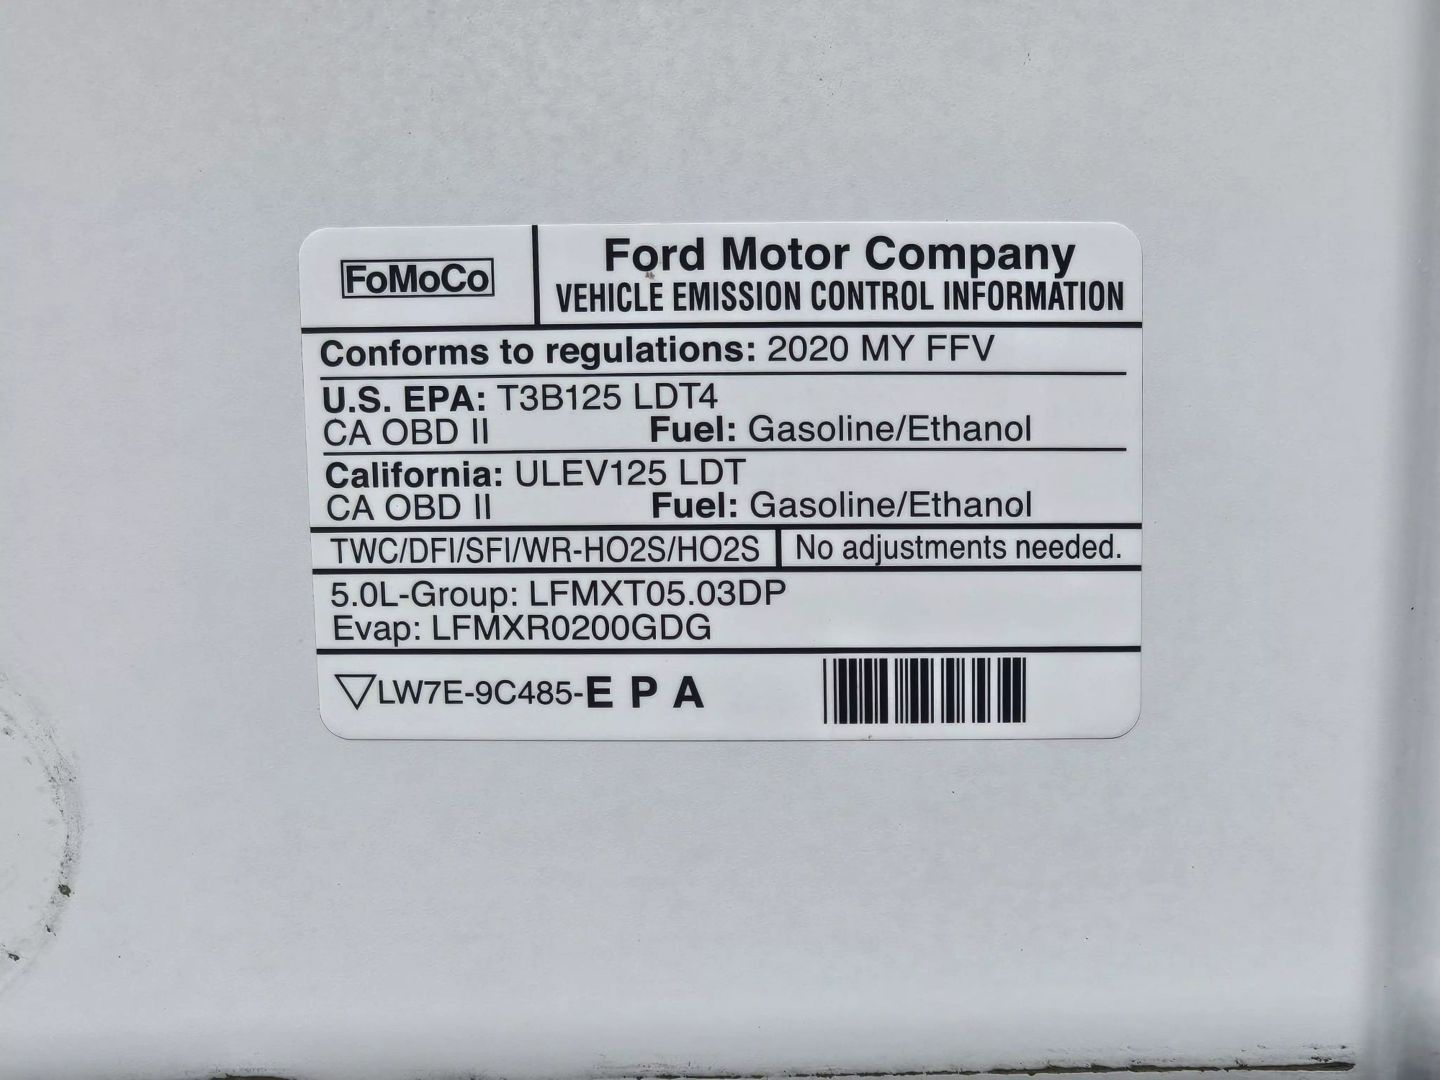 FoMoCo
Ford Motor Company
VEHICLE EMISSION CONTROL INFORMATION
Conforms to regulations: 2020 MY FFV
U.S. EPA: T3B125 LDT4
CA OBD II Fuel: Gasoline/Ethanol
California: ULEV125 LDT
CA OBD II Fuel: Gasoline/Ethanol
TWC/DFI/SFI/WR-HO2S/HO2S No adjustments needed.
5.0L-Group: LFMXT05.03DP
Evap: LFMXR0200GDG
LW7E-9C485-E P A